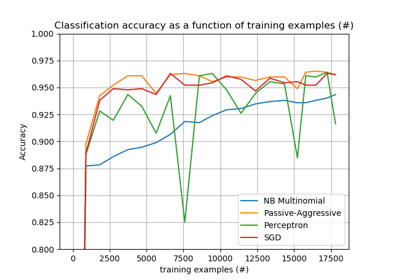 Classification accuracy as a function of training examples (#)
1.000
0.975
0.950
0.925
0.900
0.875
0.850
0.825
0.800
Accuracy
0
2500
5000
7500
10000
12500
15000
17500
training examples (#)
NB Multinomial
Passive-Aggressive
Perceptron
SGD